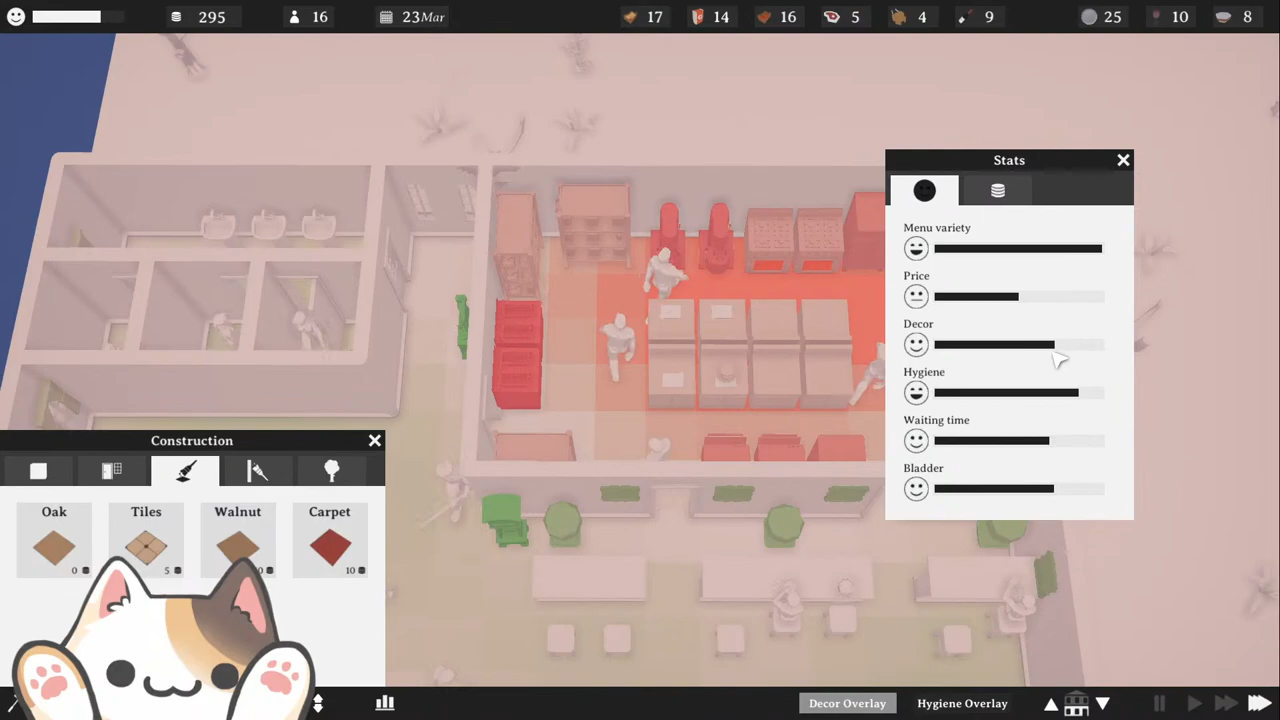 295 16 23Mar 17 14 16 5 4 9 25 10 8
Stats
Menu variety
Price
Decor
Hygiene
Waiting time
Bladder
Construction
Oak Tiles Walnut Carpet
0 5 0 10
Decor Overlay Hygiene Overlay